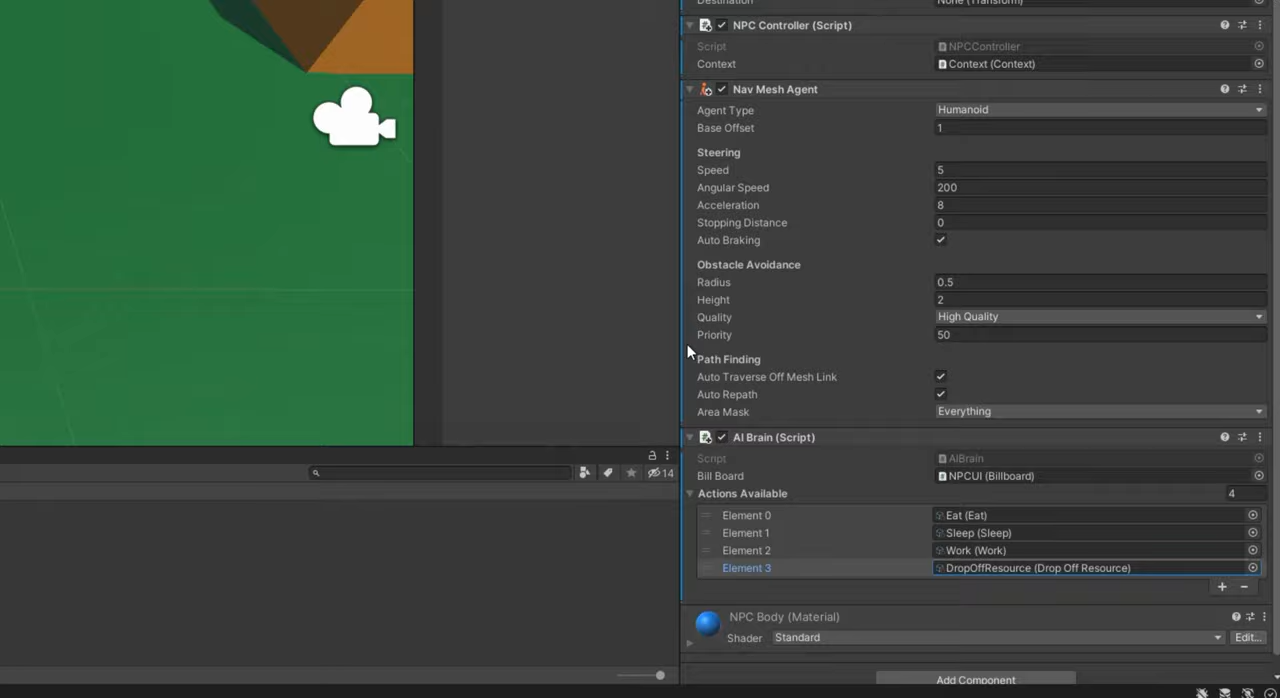 Destination None (Transform)
NPC Controller (Script)
Script NPCController
Context Context (Context)
Nav Mesh Agent
Agent Type Humanoid
Base Offset 1
Steering
Speed 5
Angular Speed 200
Acceleration 8
Stopping Distance 0
Auto Braking
Obstacle Avoidance
Radius 0.5
Height 2
Quality High Quality
Priority 50
Path Finding
Auto Traverse Off Mesh Link
Auto Repath
Area Mask Everything
AI Brain (Script)
Script AIBrain
Bill Board NPCUI (Billboard)
14
Actions Available 4
Element 0 Eat (Eat)
Element 1 Sleep (Sleep)
Element 2 Work (Work)
Element 3 DropOffResource (Drop Off Resource)
+ −
NPC Body (Material)
Shader Standard Edit...
Add Component